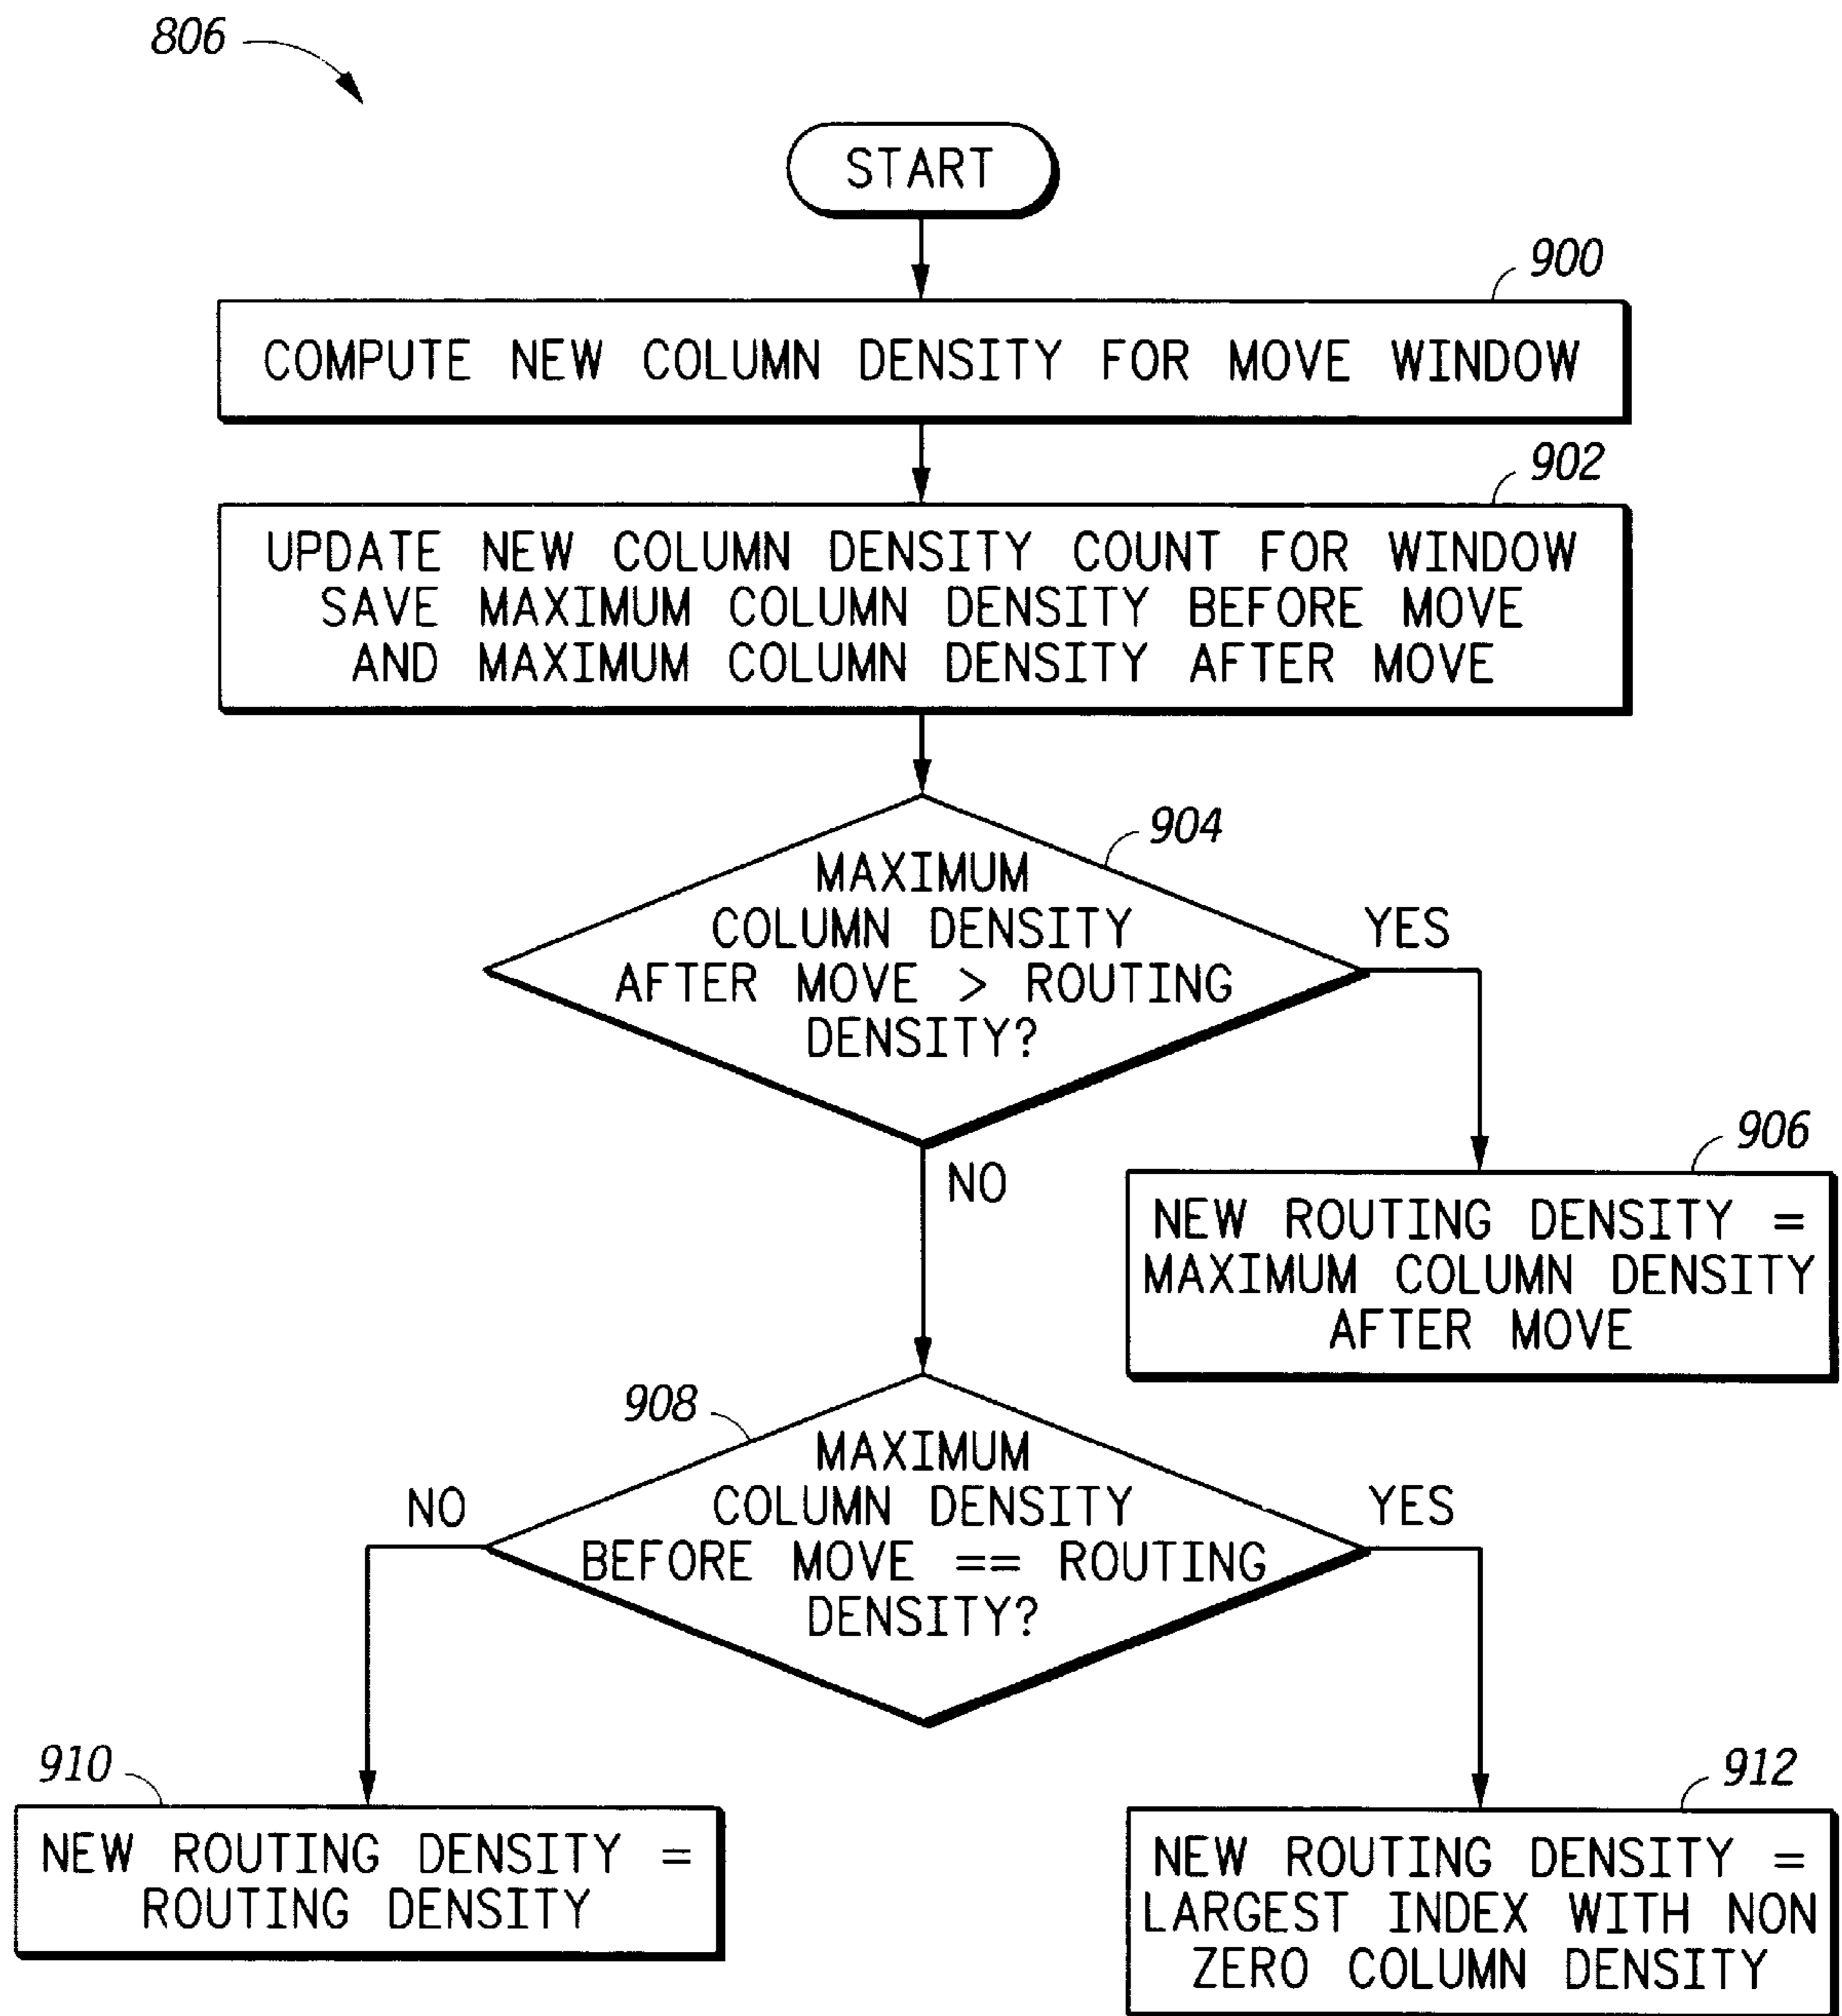 806
START
900
COMPUTE NEW COLUMN DENSITY FOR MOVE WINDOW
902
UPDATE NEW COLUMN DENSITY COUNT FOR WINDOW
SAVE MAXIMUM COLUMN DENSITY BEFORE MOVE
AND MAXIMUM COLUMN DENSITY AFTER MOVE
904
MAXIMUM
COLUMN DENSITY
AFTER MOVE > ROUTING
DENSITY?
YES
NO
906
NEW ROUTING DENSITY =
MAXIMUM COLUMN DENSITY
AFTER MOVE
908
MAXIMUM
COLUMN DENSITY
BEFORE MOVE == ROUTING
DENSITY?
NO
YES
910
NEW ROUTING DENSITY =
ROUTING DENSITY
912
NEW ROUTING DENSITY =
LARGEST INDEX WITH NON
ZERO COLUMN DENSITY